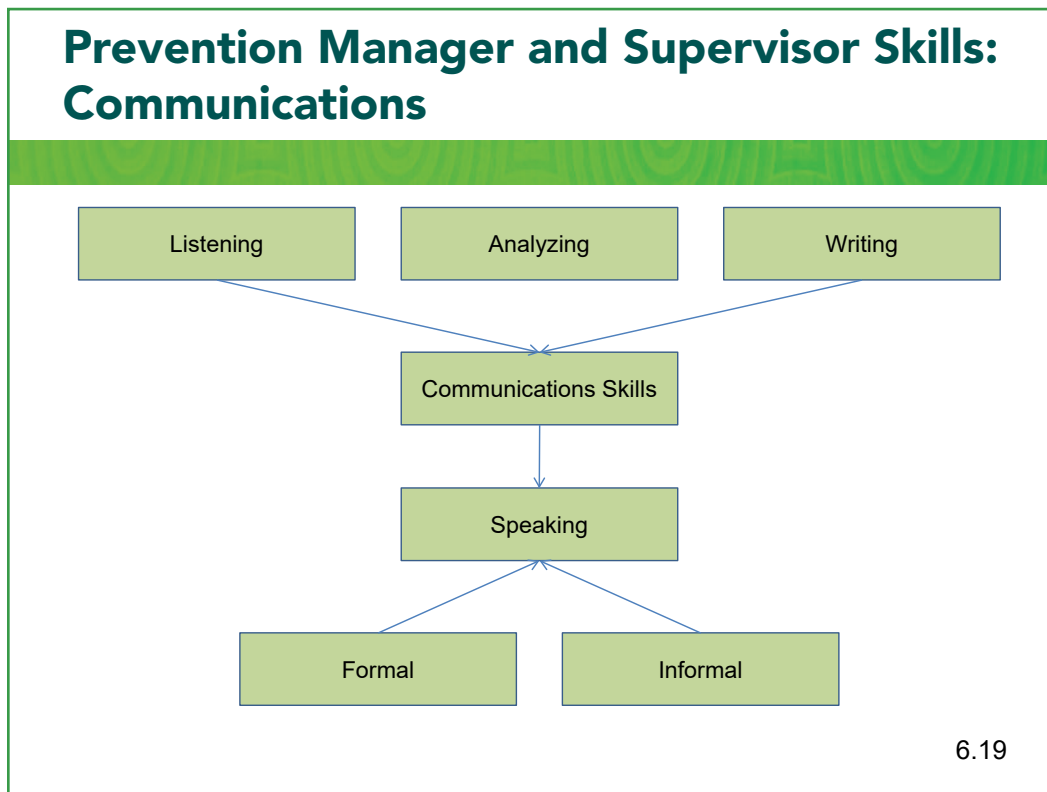 Prevention Manager and Supervisor Skills:
Communications
Listening
Analyzing
Writing
Communications Skills
Speaking
Formal
Informal
6.19